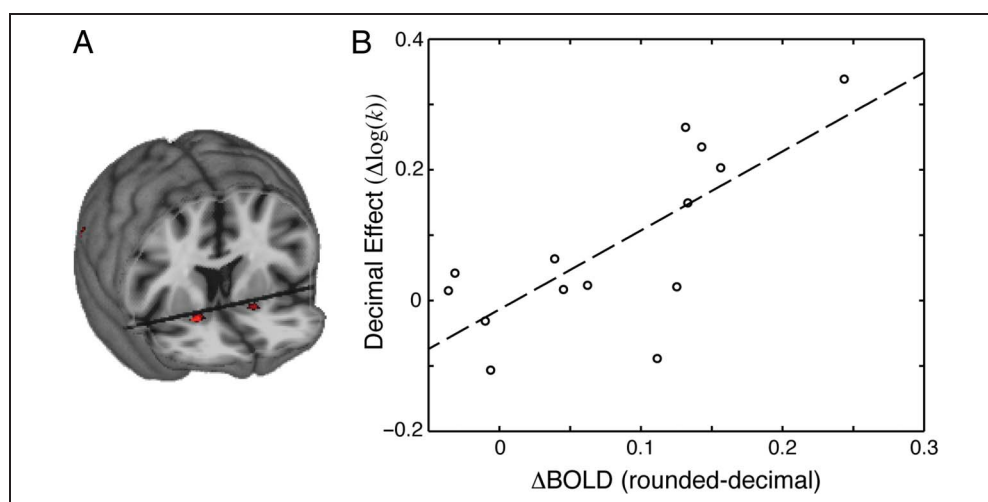 A
B
0.4
0.2
0
−0.2
Decimal Effect (Δlog(k))
0
0.1
0.2
0.3
ΔBOLD (rounded-decimal)